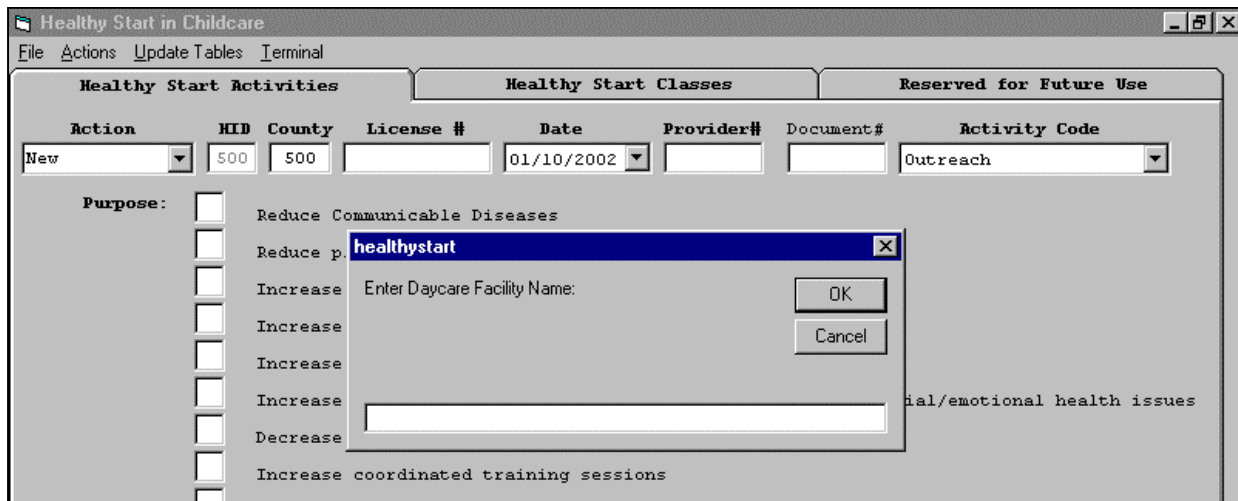 Healthy Start in Childcare
File Actions Update Tables Terminal
Healthy Start Activities Healthy Start Classes Reserved for Future Use
Action HID County License # Date Provider# Document# Activity Code
New 500 500 01/10/2002 Outreach
Purpose:
Reduce Communicable Diseases
Reduce p
healthystart
Increase
Enter Daycare Facility Name:
OK
Increase
Cancel
Increase
Increase
ial/emotional health issues
Decrease
Increase coordinated training sessions